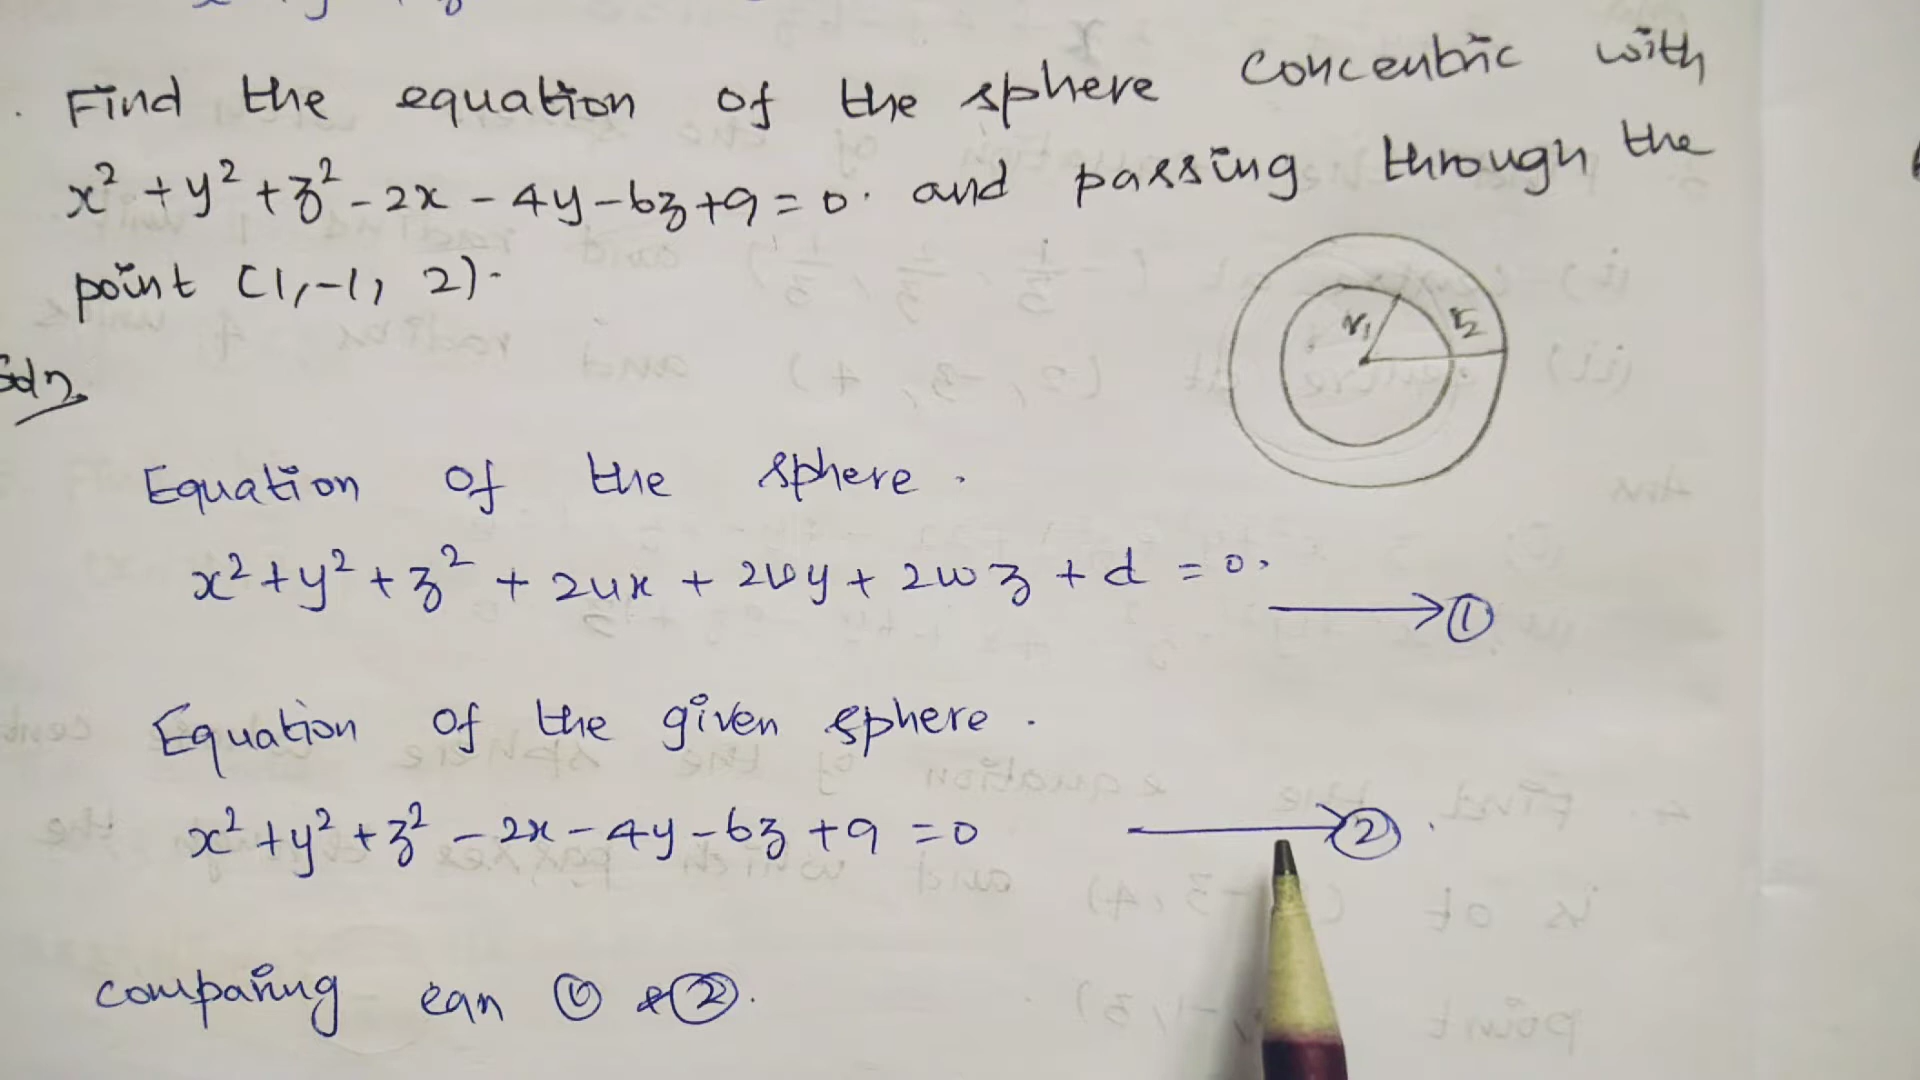 Find the equation of the sphere concentric with
x² + y² + z² - 2x - 4y - 6z + 9 = 0. and passing through the
point (1, -1, 2).
r₁ r₂
Soln
Equation of the sphere.
x² + y² + z² + 2ux + 2vy + 2wz + d = 0.
→ ①
Equation of the given sphere.
x² + y² + z² - 2x - 4y - 6z + 9 = 0 → ②
comparing eqn ① & ②.